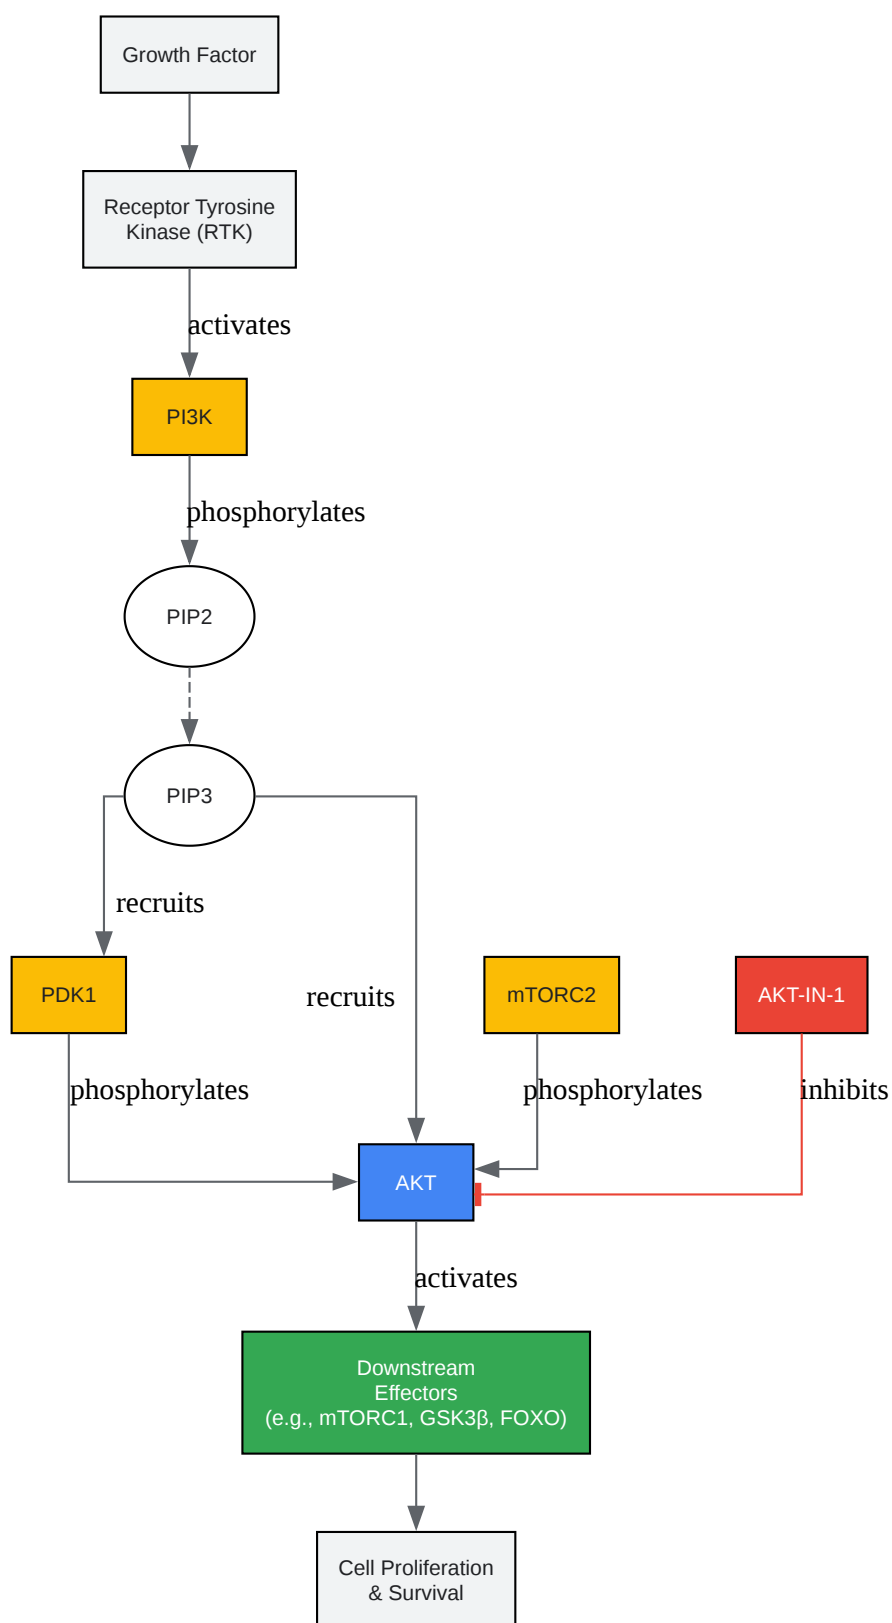 Growth Factor
Receptor Tyrosine
Kinase (RTK)
activates
PI3K
phosphorylates
PIP2
PIP3
recruits
recruits
PDK1
mTORC2
AKT-IN-1
phosphorylates
phosphorylates
inhibits
AKT
activates
Downstream
Effectors
(e.g., mTORC1, GSK3β, FOXO)
Cell Proliferation
& Survival